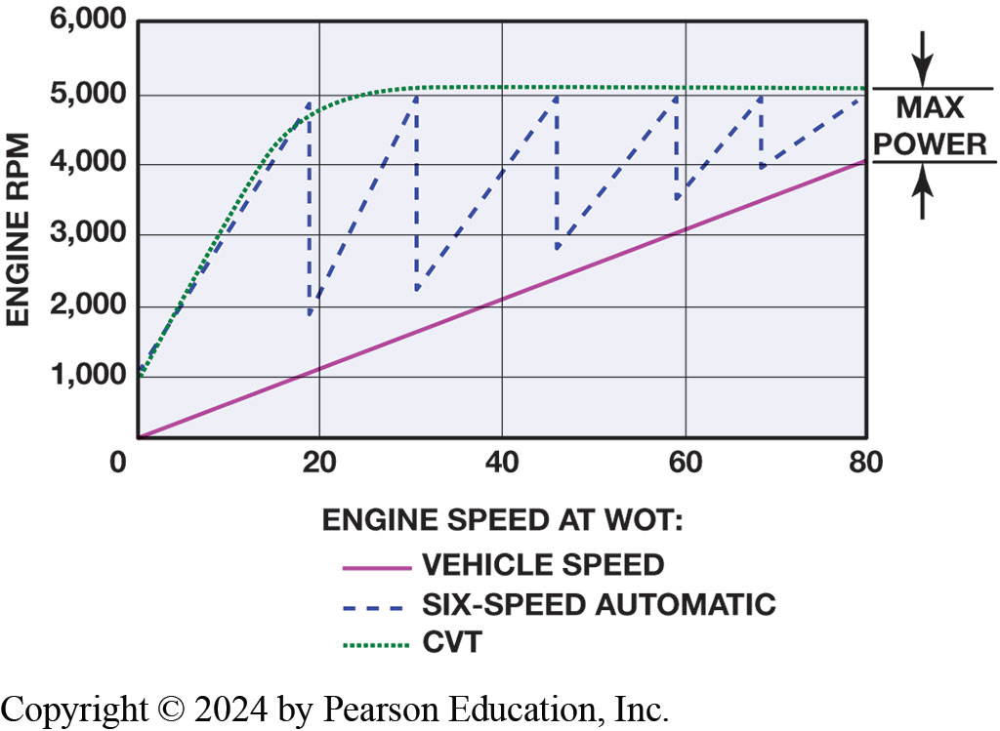 6,000
5,000
4,000
3,000
2,000
1,000
ENGINE RPM
MAX
POWER
0
20
40
60
80
ENGINE SPEED AT WOT:
VEHICLE SPEED
SIX-SPEED AUTOMATIC
CVT
Copyright © 2024 by Pearson Education, Inc.